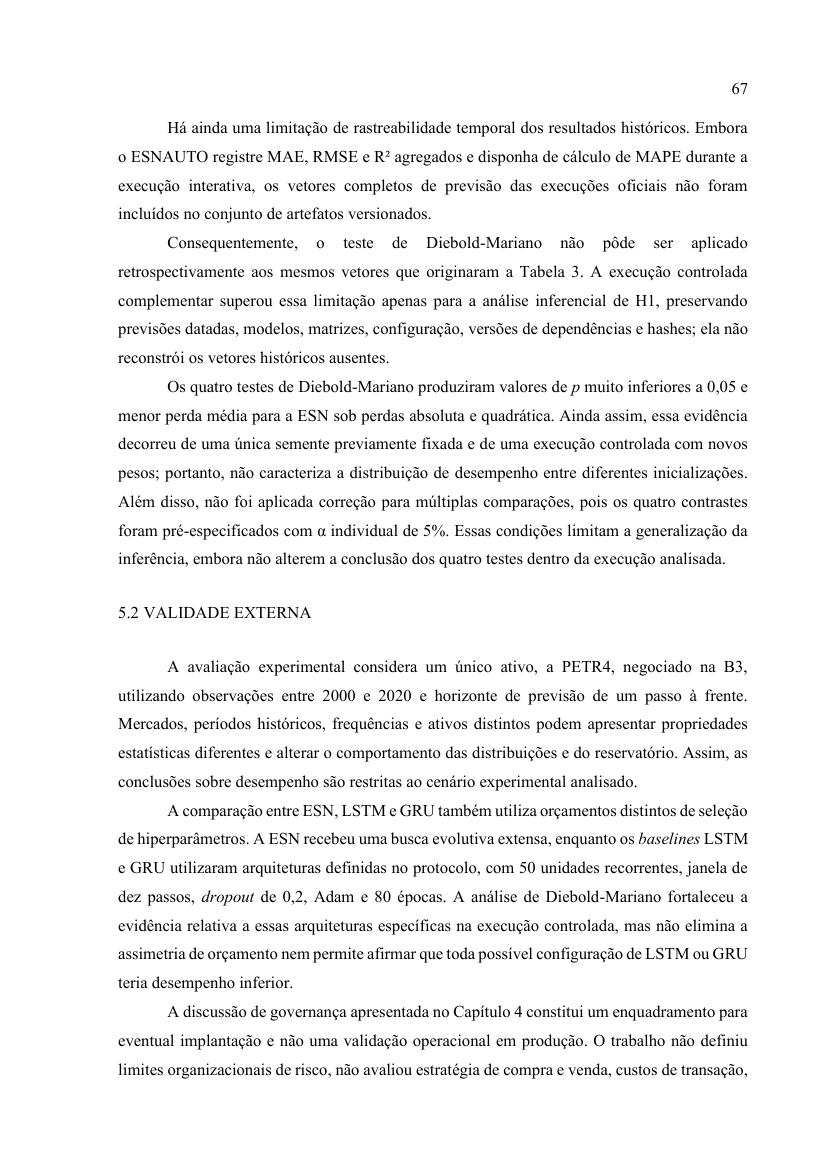 67
Há ainda uma limitação de rastreabilidade temporal dos resultados históricos. Embora
o ESNAUTO registre MAE, RMSE e R² agregados e disponha de cálculo de MAPE durante a
execução interativa, os vetores completos de previsão das execuções oficiais não foram
incluídos no conjunto de artefatos versionados.
Consequentemente, o teste de Diebold-Mariano não pôde ser aplicado
retrospectivamente aos mesmos vetores que originaram a Tabela 3. A execução controlada
complementar superou essa limitação apenas para a análise inferencial de H1, preservando
previsões datadas, modelos, matrizes, configuração, versões de dependências e hashes; ela não
reconstrói os vetores históricos ausentes.
Os quatro testes de Diebold-Mariano produziram valores de p muito inferiores a 0,05 e
menor perda média para a ESN sob perdas absoluta e quadrática. Ainda assim, essa evidência
decorreu de uma única semente previamente fixada e de uma execução controlada com novos
pesos; portanto, não caracteriza a distribuição de desempenho entre diferentes inicializações.
Além disso, não foi aplicada correção para múltiplas comparações, pois os quatro contrastes
foram pré-especificados com α individual de 5%. Essas condições limitam a generalização da
inferência, embora não alterem a conclusão dos quatro testes dentro da execução analisada.
5.2 VALIDADE EXTERNA
A avaliação experimental considera um único ativo, a PETR4, negociado na B3,
utilizando observações entre 2000 e 2020 e horizonte de previsão de um passo à frente.
Mercados, períodos históricos, frequências e ativos distintos podem apresentar propriedades
estatísticas diferentes e alterar o comportamento das distribuições e do reservatório. Assim, as
conclusões sobre desempenho são restritas ao cenário experimental analisado.
A comparação entre ESN, LSTM e GRU também utiliza orçamentos distintos de seleção
de hiperparâmetros. A ESN recebeu uma busca evolutiva extensa, enquanto os baselines LSTM
e GRU utilizaram arquiteturas definidas no protocolo, com 50 unidades recorrentes, janela de
dez passos, dropout de 0,2, Adam e 80 épocas. A análise de Diebold-Mariano fortaleceu a
evidência relativa a essas arquiteturas específicas na execução controlada, mas não elimina a
assimetria de orçamento nem permite afirmar que toda possível configuração de LSTM ou GRU
teria desempenho inferior.
A discussão de governança apresentada no Capítulo 4 constitui um enquadramento para
eventual implantação e não uma validação operacional em produção. O trabalho não definiu
limites organizacionais de risco, não avaliou estratégia de compra e venda, custos de transação,